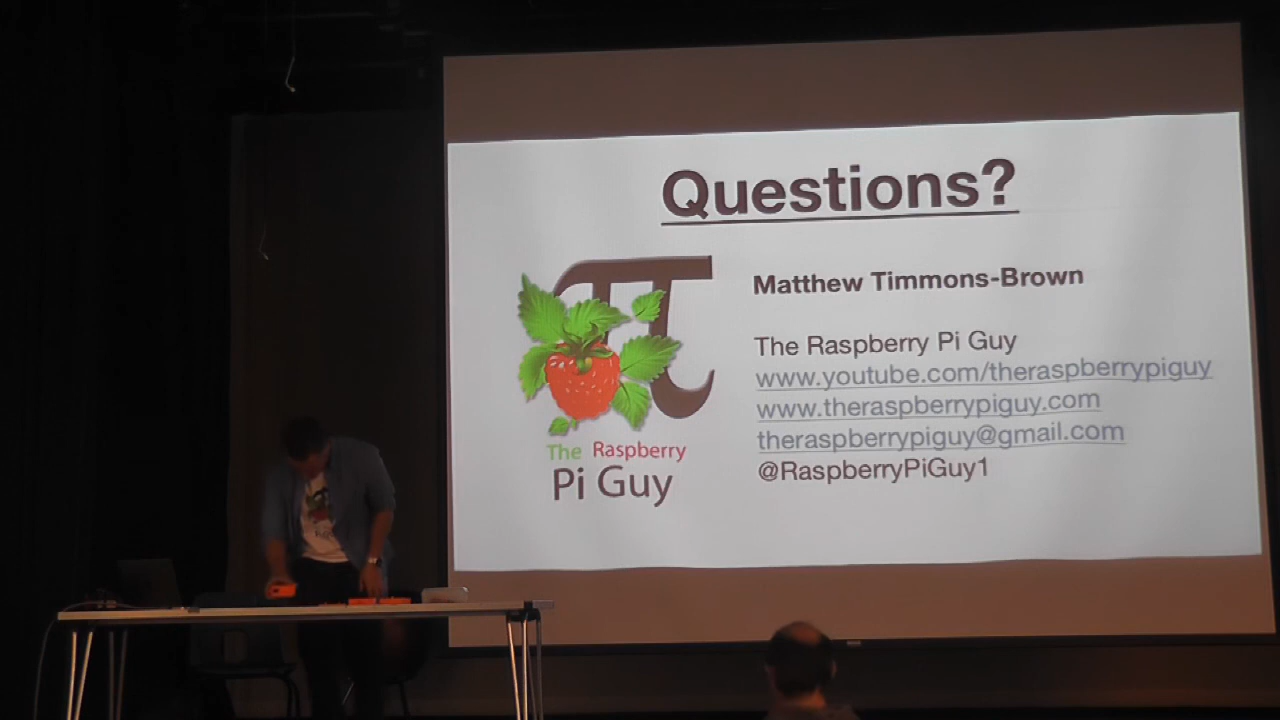 Questions?
Matthew Timmons-Brown
The Raspberry Pi Guy
www.youtube.com/theraspberrypiguy
www.theraspberrypiguy.com
theraspberrypiguy@gmail.com
@RaspberryPiGuy1
The Raspberry
Pi Guy